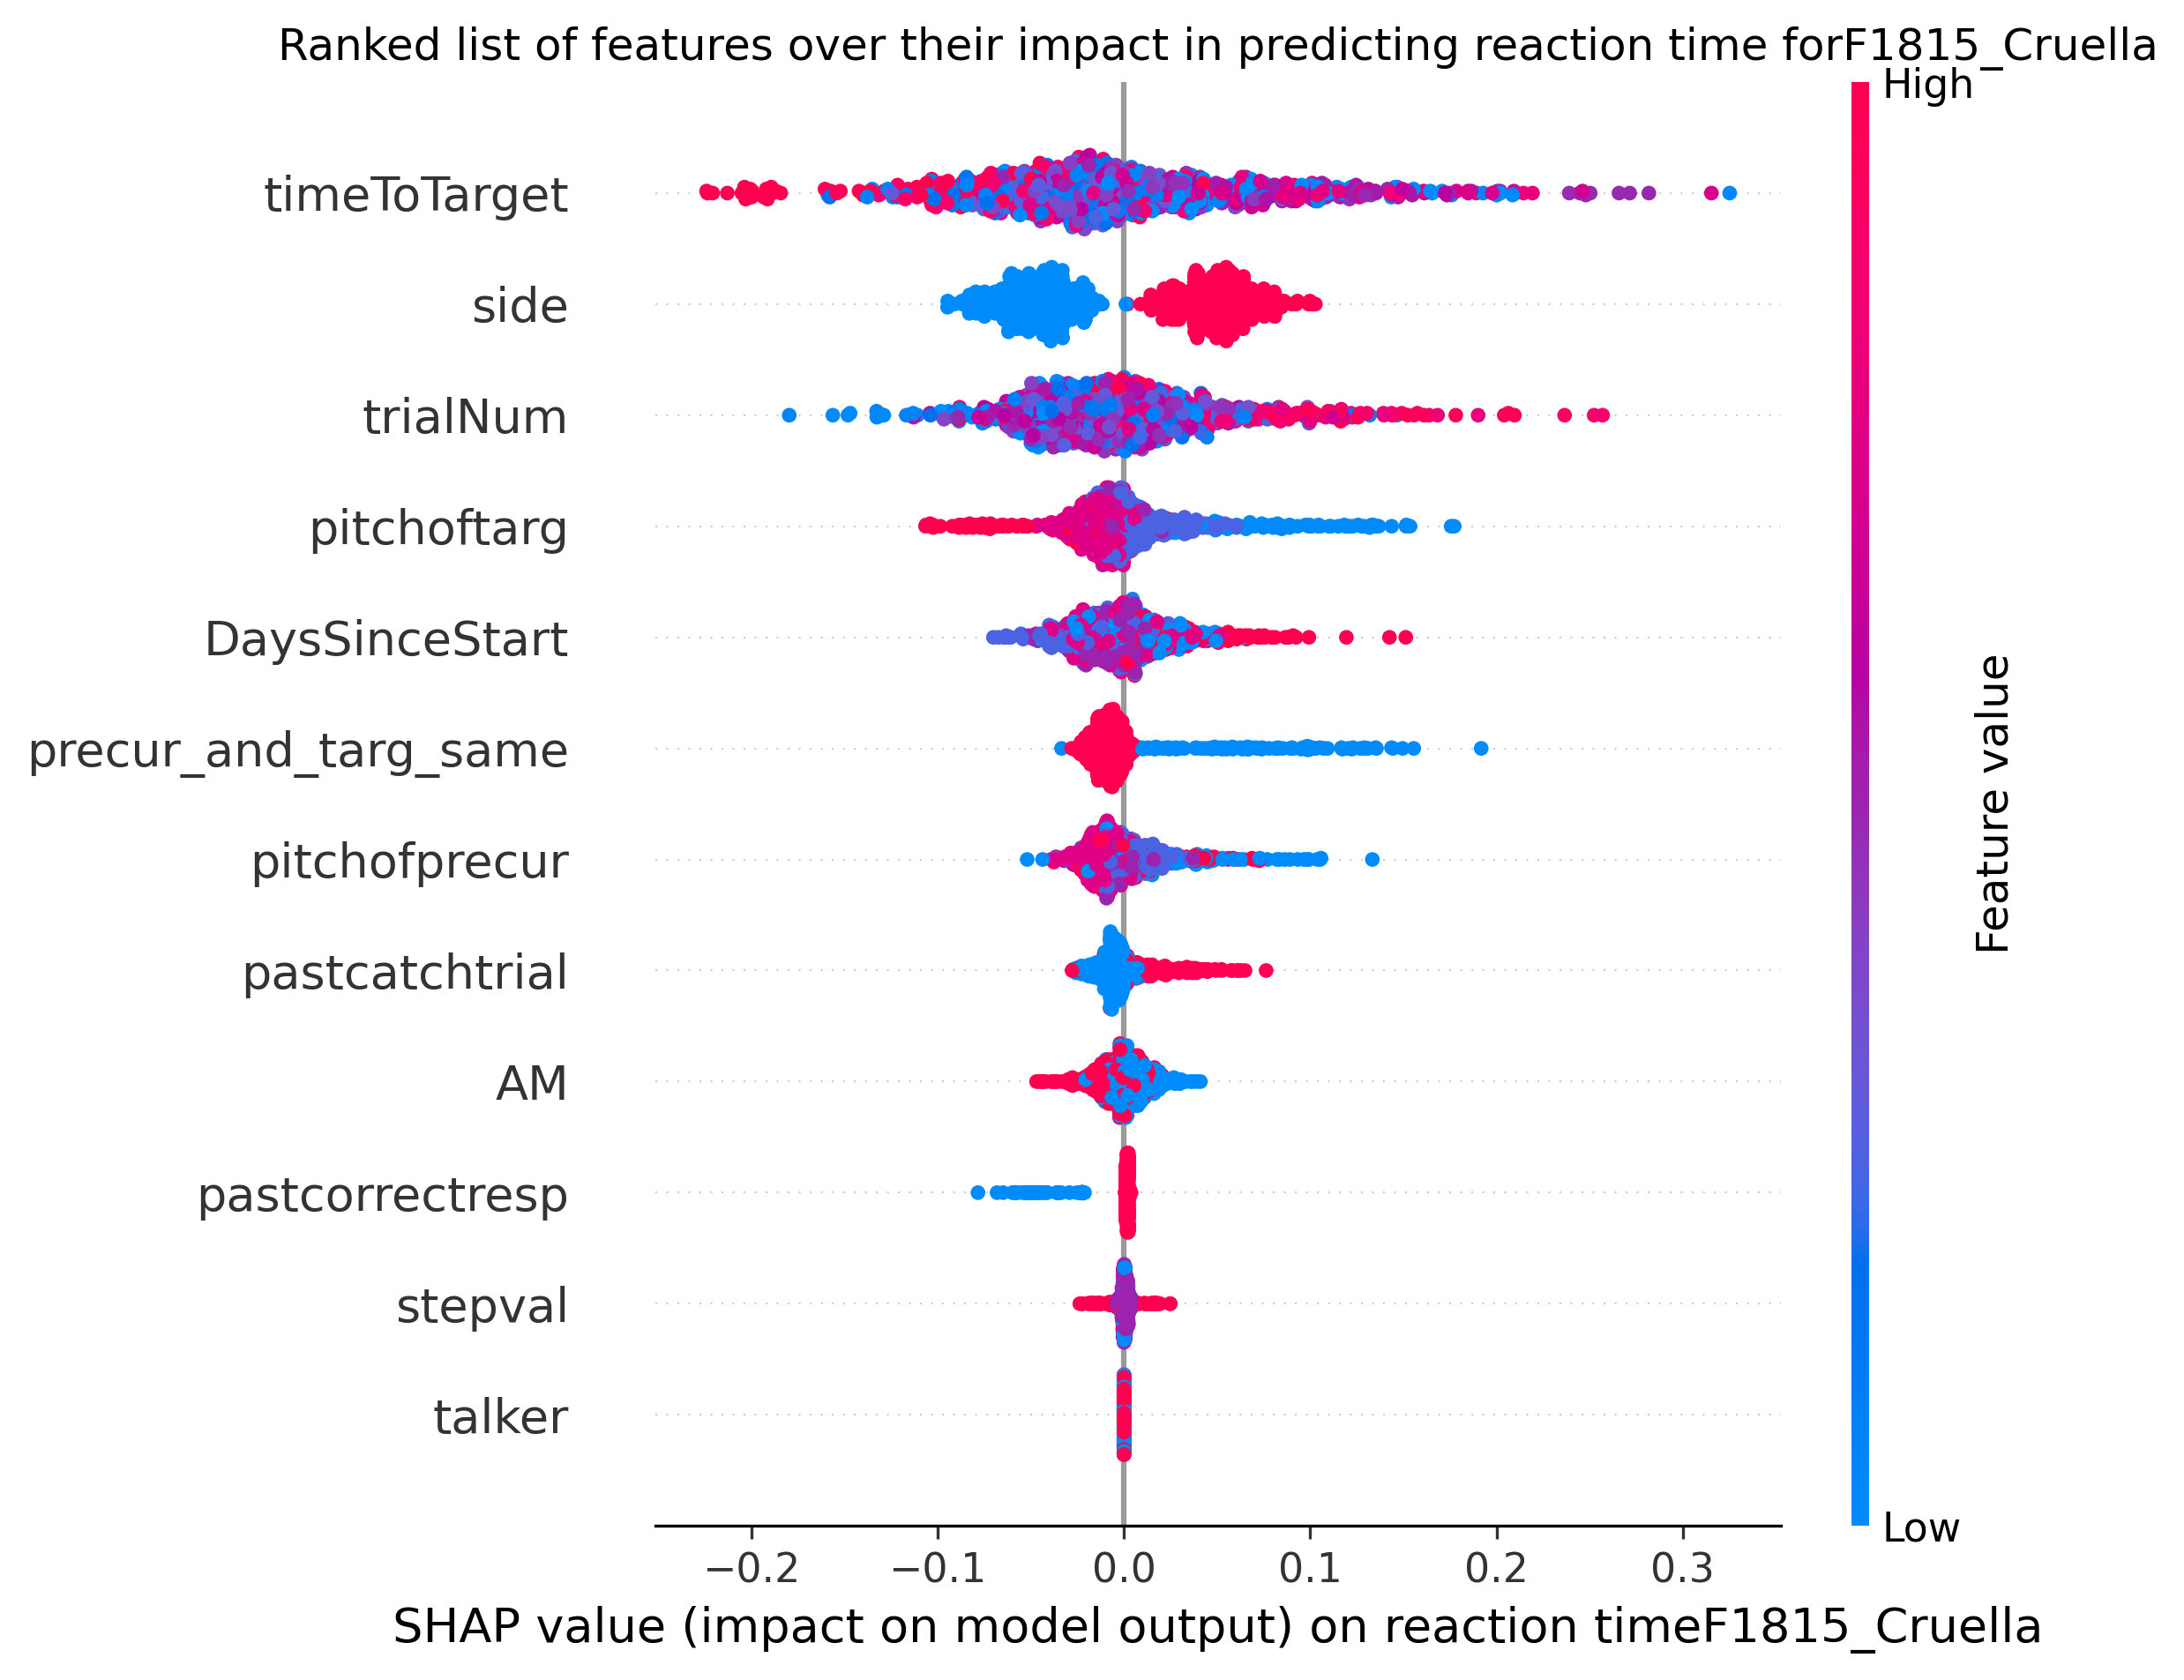 Ranked list of features over their impact in predicting reaction time forF1815_Cruella
High
timeToTarget
side
trialNum
pitchoftarg
DaysSinceStart
precur_and_targ_same
pitchofprecur
pastcatchtrial
AM
pastcorrectresp
stepval
talker
Feature value
Low
−0.2 −0.1 0.0 0.1 0.2 0.3
SHAP value (impact on model output) on reaction timeF1815_Cruella